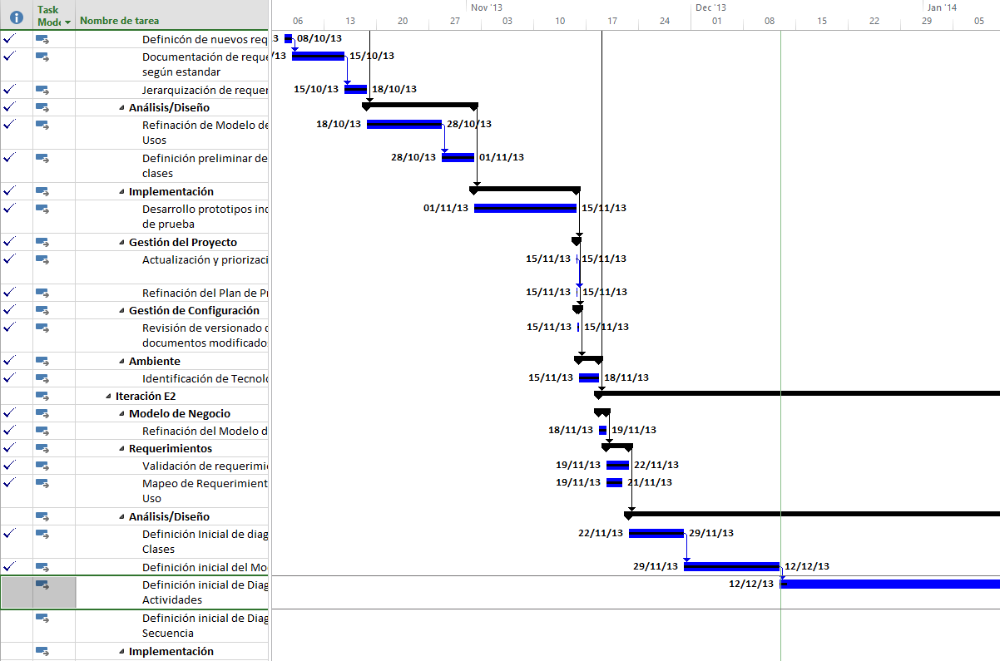 Task
Mode Nombre de tarea
Nov '13 Dec '13 Jan '14
06 13 20 27 03 10 17 24 01 08 15 22 29 05
Definicón de nuevos req 3 08/10/13
Documentación de reque /13 15/10/13
según estandar
Jerarquización de requer 15/10/13 18/10/13
Análisis/Diseño
Refinación de Modelo de 18/10/13 28/10/13
Usos
Definición preliminar de 28/10/13 01/11/13
clases
Implementación
Desarrollo prototipos inc 01/11/13 15/11/13
de prueba
Gestión del Proyecto
Actualización y priorizaci 15/11/13 15/11/13
Refinación del Plan de Pr 15/11/13 15/11/13
Gestión de Configuración
Revisión de versionado d 15/11/13 15/11/13
documentos modificado
Ambiente
Identificación de Tecnolo 15/11/13 18/11/13
Iteración E2
Modelo de Negocio
Refinación del Modelo d 18/11/13 19/11/13
Requerimientos
Validación de requerimi 19/11/13 22/11/13
Mapeo de Requerimient 19/11/13 21/11/13
Uso
Análisis/Diseño
Definición Inicial de diag 22/11/13 29/11/13
Clases
Definición inicial del Mo 29/11/13 12/12/13
Definición inicial de Diag 12/12/13
Actividades
Definición inicial de Diag
Secuencia
Implementación